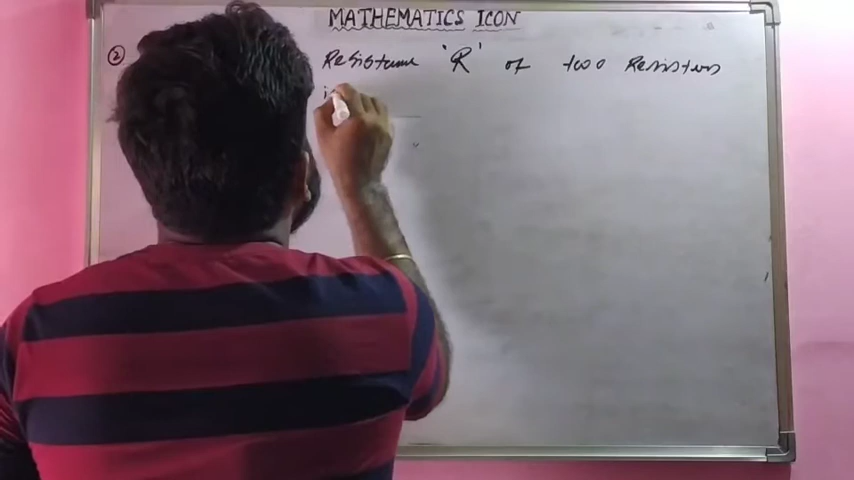 MATHEMATICS ICON
② Resistance 'R' of 1000 Resistors
i